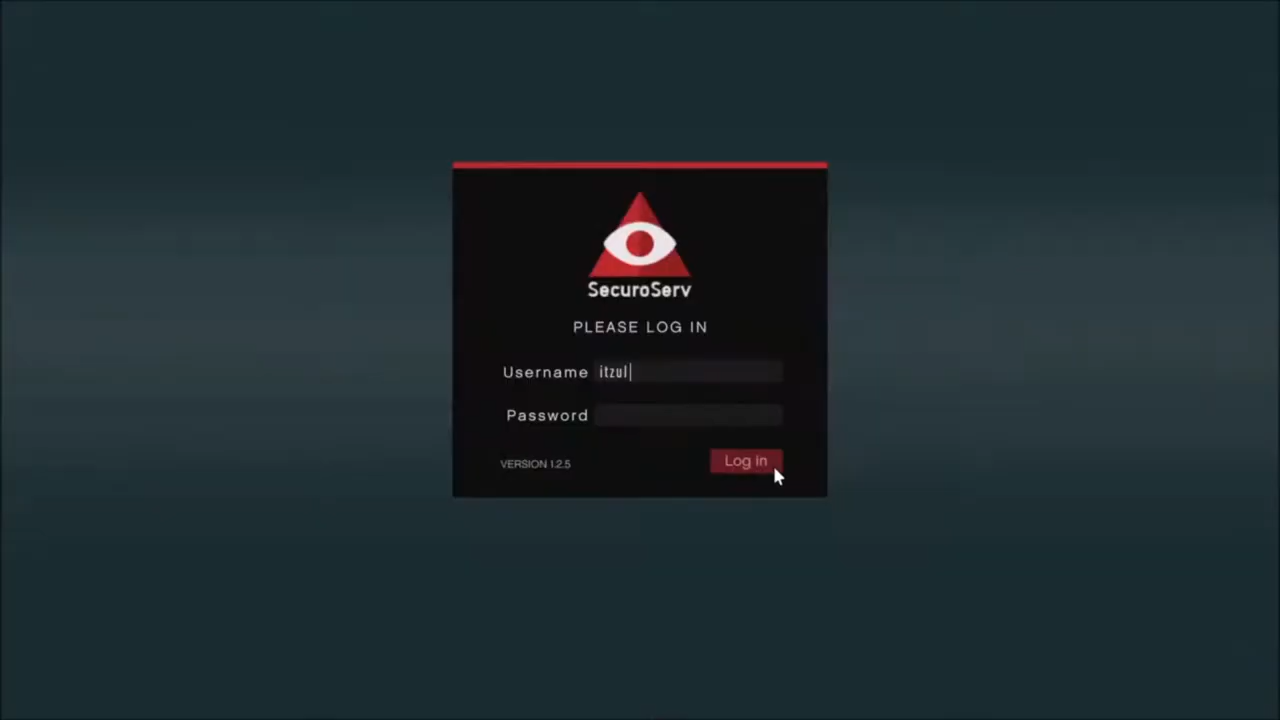 SecuroServ
PLEASE LOG IN
Username itzul
Password
VERSION 1.2.5
Log in